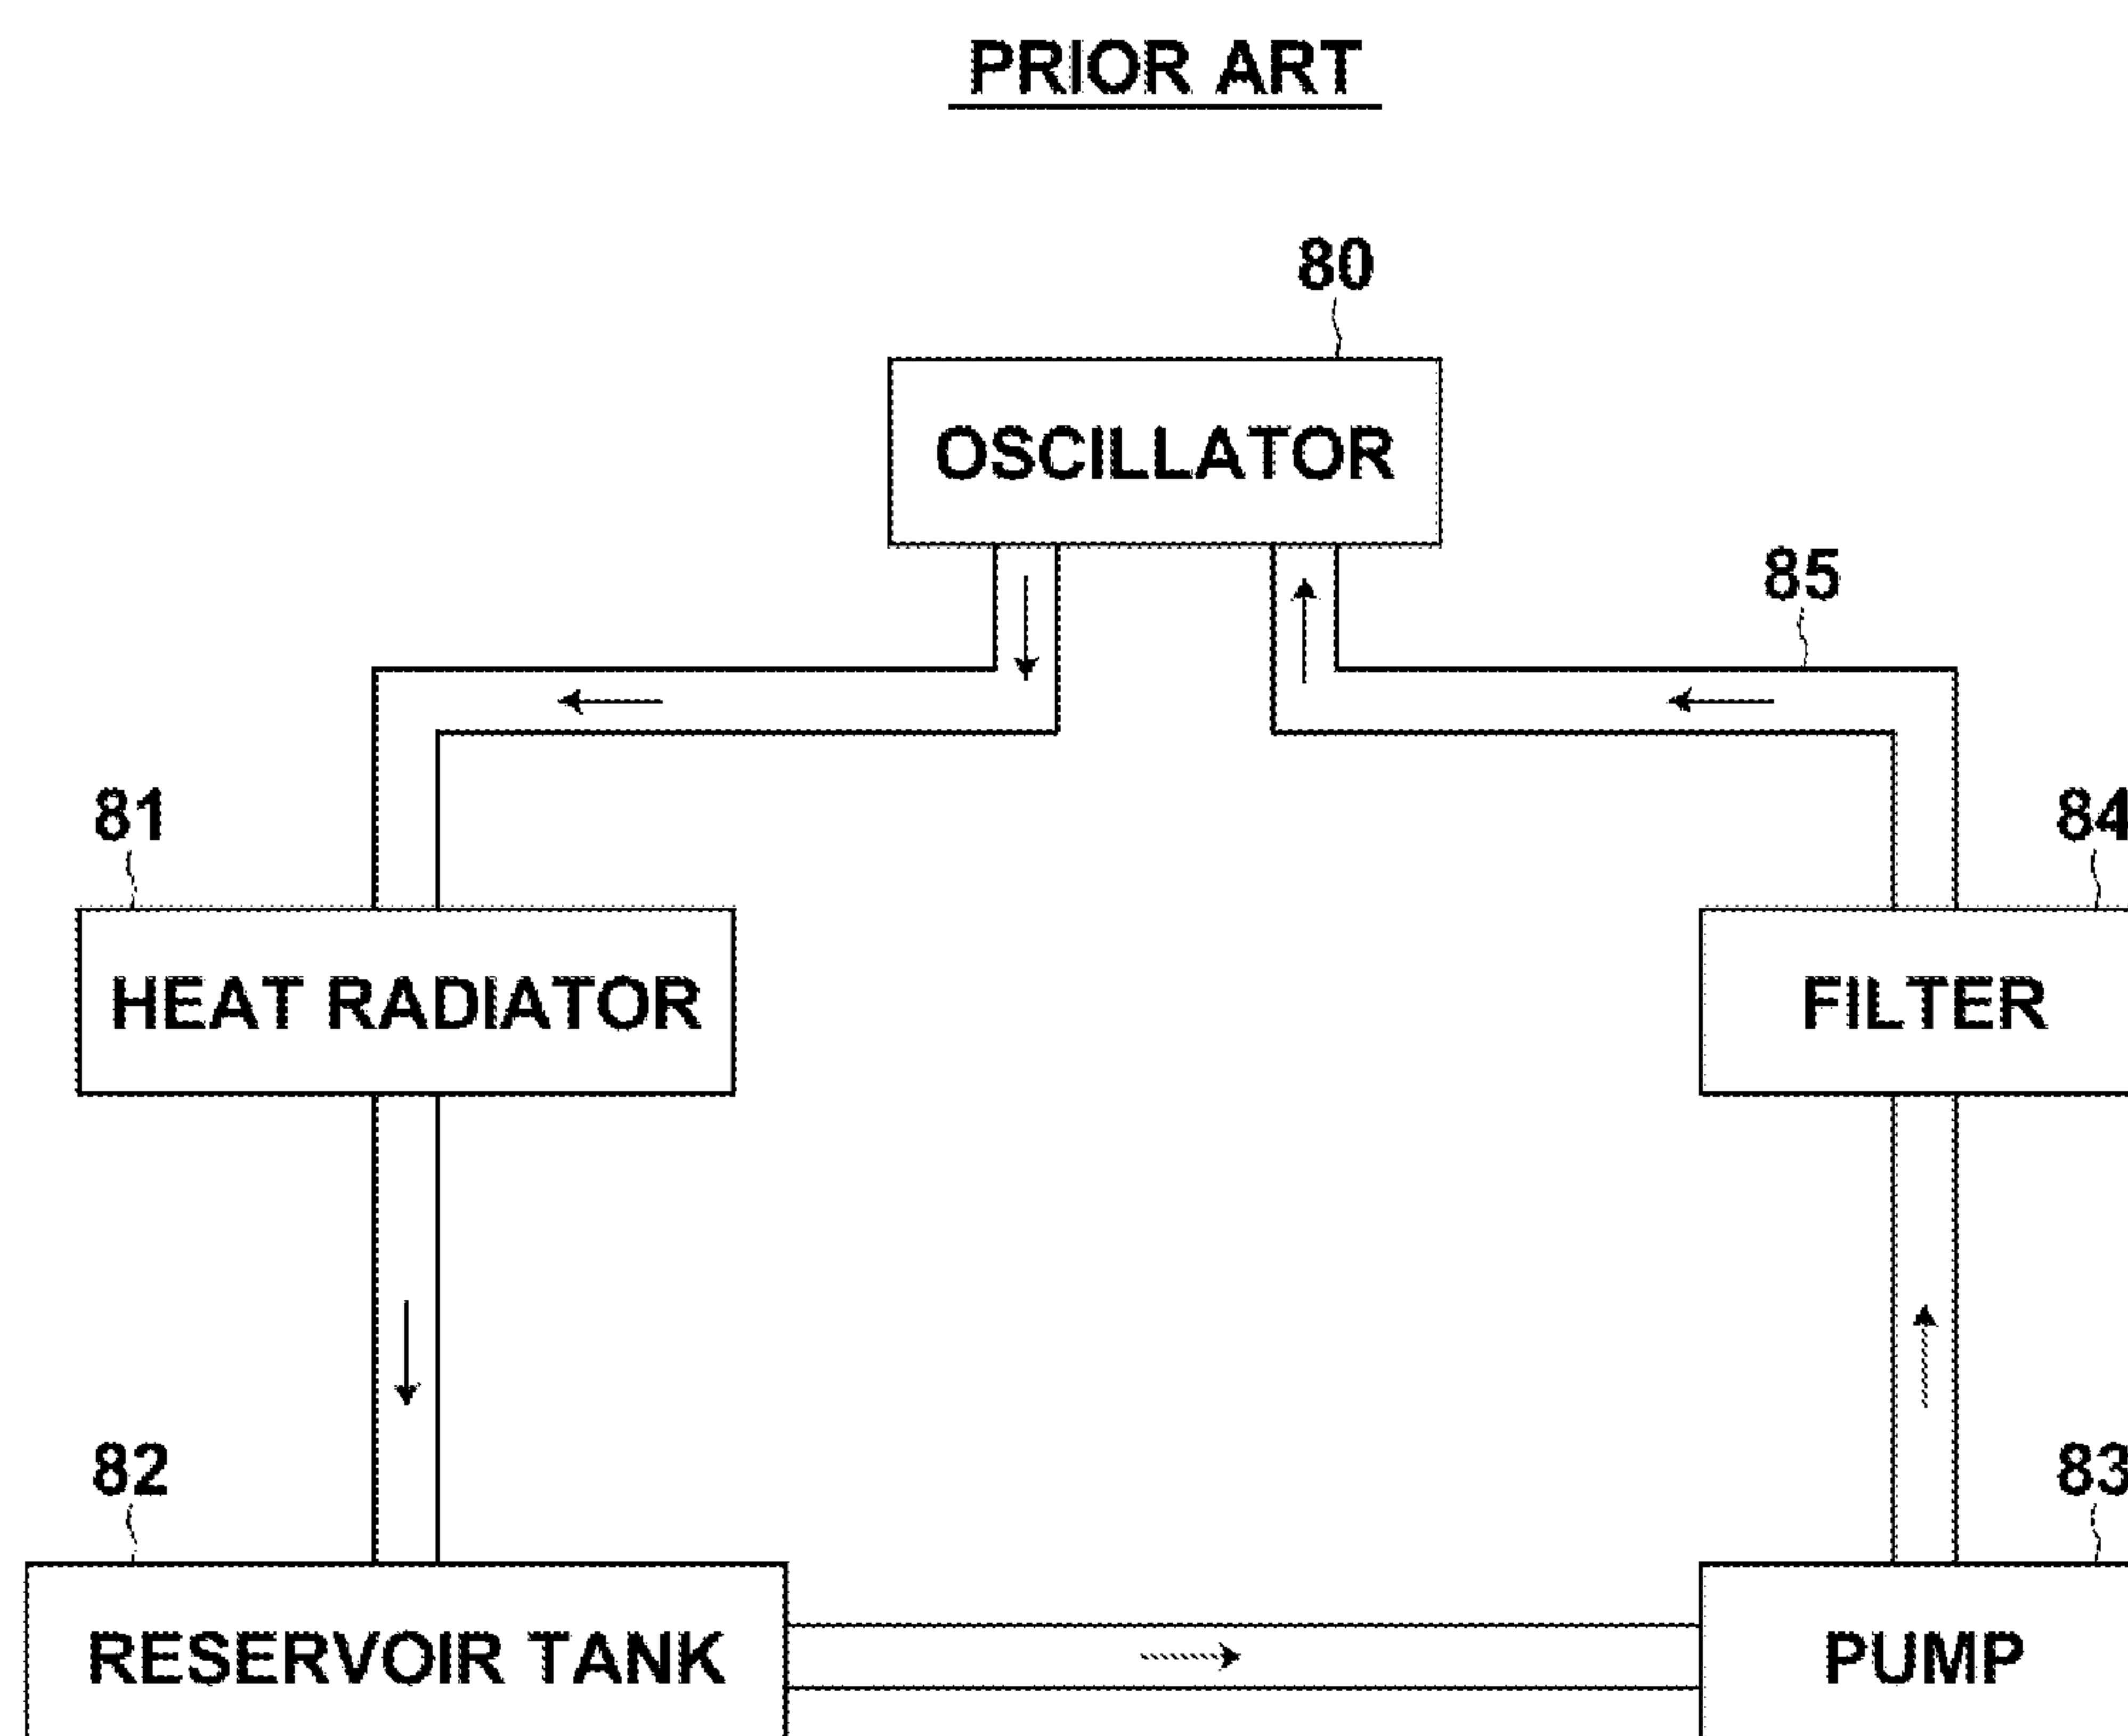 PRIOR ART
80
OSCILLATOR
85
81
84
HEAT RADIATOR
FILTER
82
83
RESERVOIR TANK
PUMP